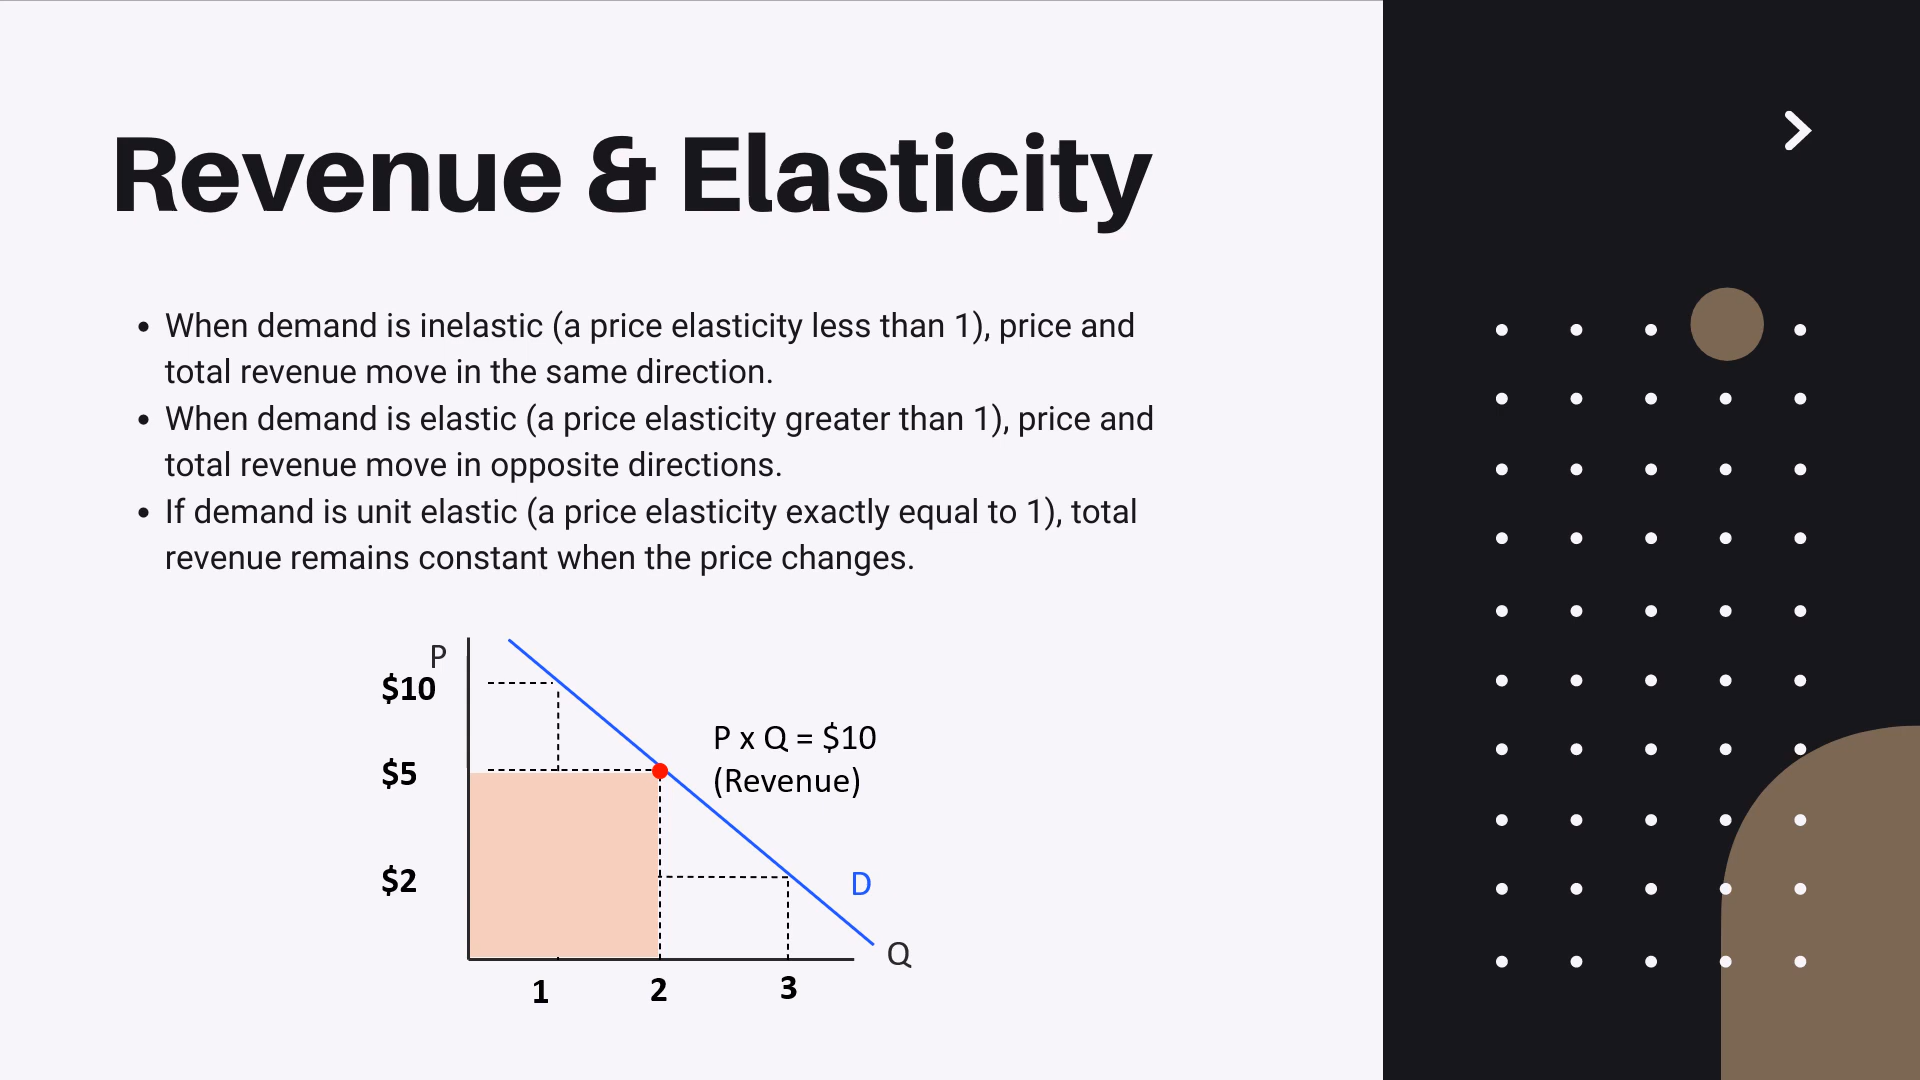 Revenue & Elasticity
• When demand is inelastic (a price elasticity less than 1), price and
total revenue move in the same direction.
• When demand is elastic (a price elasticity greater than 1), price and
total revenue move in opposite directions.
• If demand is unit elastic (a price elasticity exactly equal to 1), total
revenue remains constant when the price changes.
P
$10
P x Q = $10
(Revenue)
$5
$2
D
Q
1
2
3